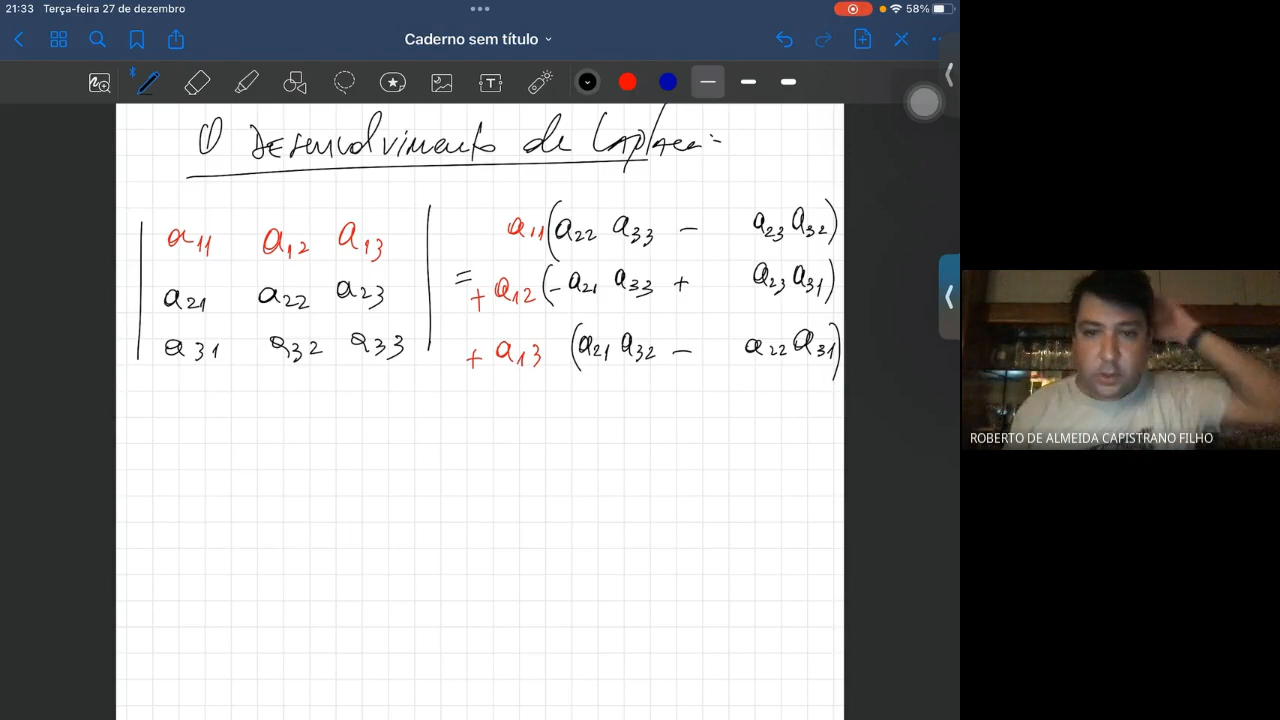 21:33 Terça-feira 27 de dezembro
58%
Caderno sem título
O Desenvolvimento de Laplace:
a11 a12 a13
a21 a22 a23
a31 a32 a33
= a11(a22 a33 − a23 a32)
+ a12(−a21 a33 + a23 a31)
+ a13 (a21 a32 − a22 a31)
ROBERTO DE ALMEIDA CAPISTRANO FILHO